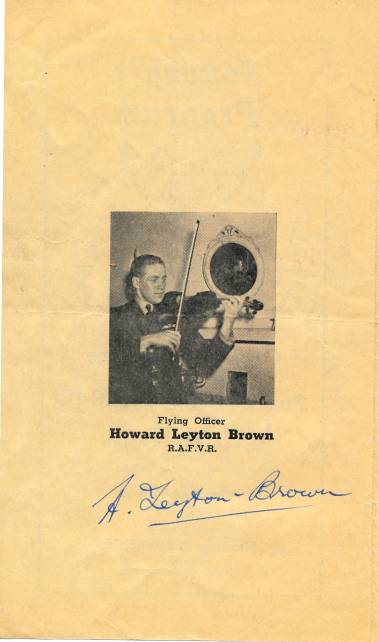 Flying Officer
Howard Leyton Brown
R.A.F.V.R.
H. Leyton-Brown